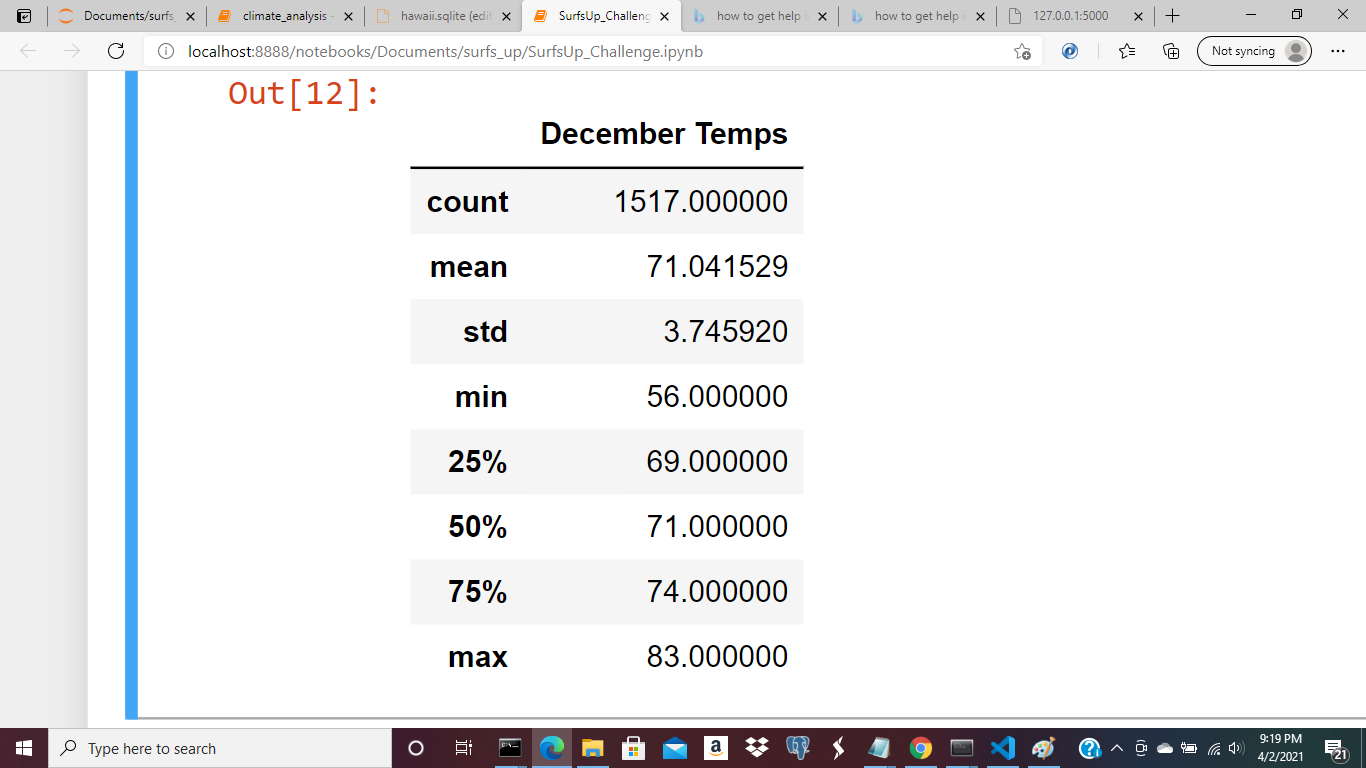 Documents/surfs_
climate_analysis -
hawaii.sqlite (edit
SurfsUp_Challeng
how to get help i
how to get help i
127.0.0.1:5000
localhost:8888/notebooks/Documents/surfs_up/SurfsUp_Challenge.ipynb
Not syncing
Out[12]:
December Temps
count 1517.000000
mean 71.041529
std 3.745920
min 56.000000
25% 69.000000
50% 71.000000
75% 74.000000
max 83.000000
Type here to search
9:19 PM
4/2/2021
21